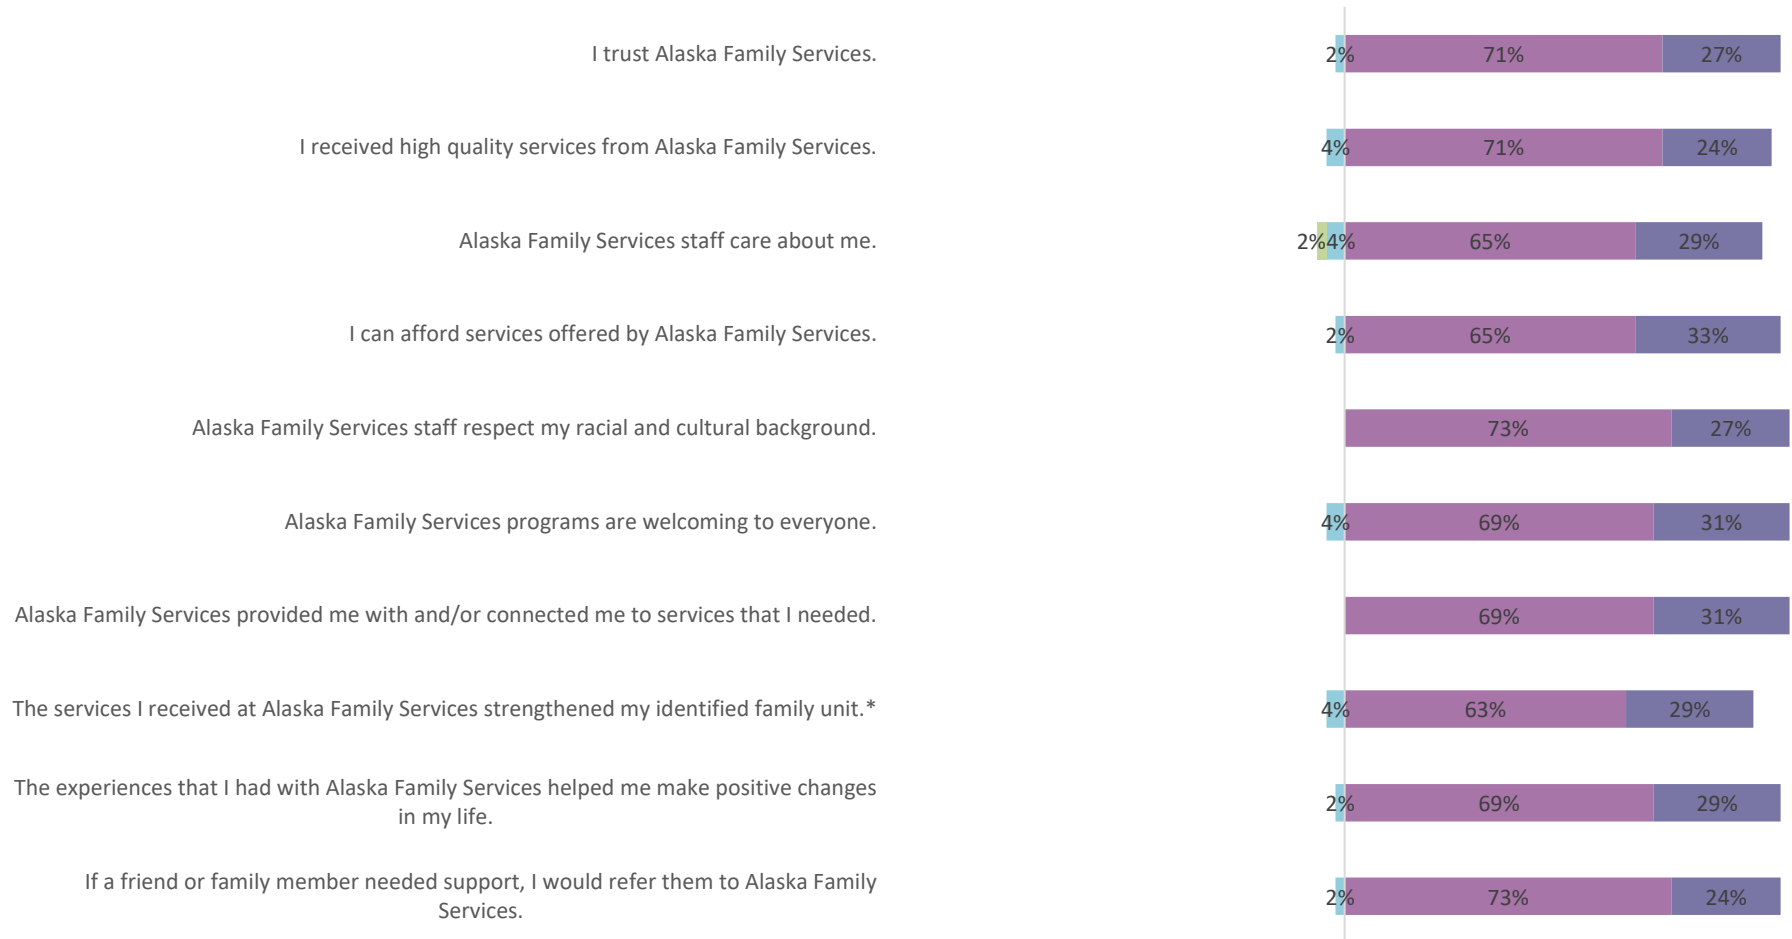 I trust Alaska Family Services.
2% 71% 27%
I received high quality services from Alaska Family Services.
4% 71% 24%
Alaska Family Services staff care about me.
2% 4% 65% 29%
I can afford services offered by Alaska Family Services.
2% 65% 33%
Alaska Family Services staff respect my racial and cultural background.
73% 27%
Alaska Family Services programs are welcoming to everyone.
4% 69% 31%
Alaska Family Services provided me with and/or connected me to services that I needed.
69% 31%
The services I received at Alaska Family Services strengthened my identified family unit.*
4% 63% 29%
The experiences that I had with Alaska Family Services helped me make positive changes
in my life.
2% 69% 29%
If a friend or family member needed support, I would refer them to Alaska Family
Services.
2% 73% 24%